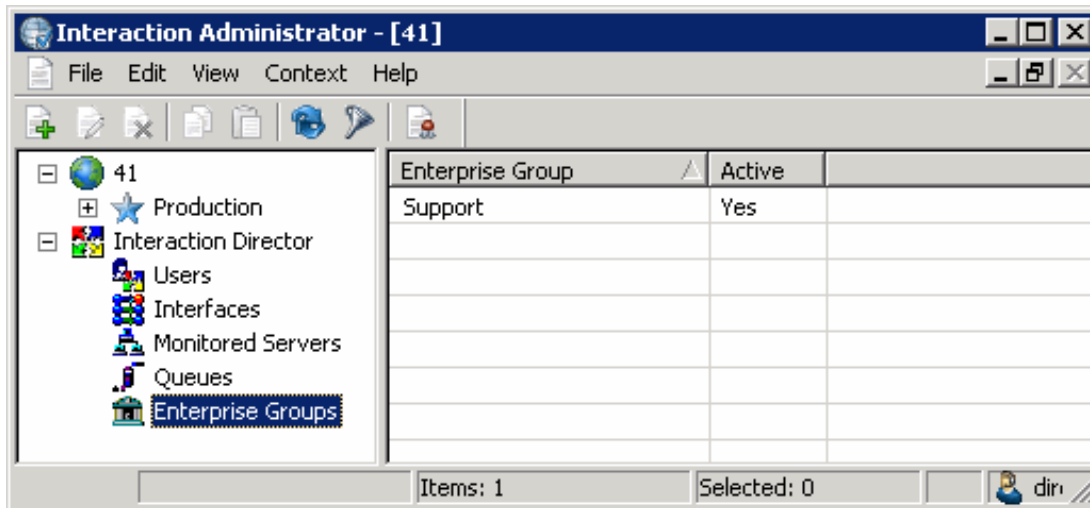 Interaction Administrator - [41]
File Edit View Context Help
41
Production
Interaction Director
Users
Interfaces
Monitored Servers
Queues
Enterprise Groups
Enterprise Group Active
Support Yes
Items: 1 Selected: 0